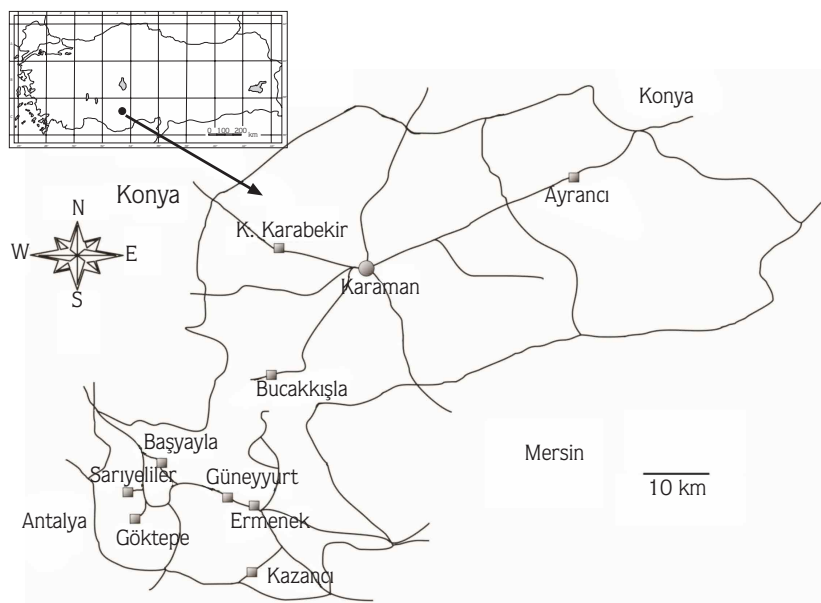 0 100 200
km
Konya
Ayrancı
Konya
N
K. Karabekir
W
E
Karaman
S
Bucakkışla
Başyayla
Mersin
Sarıyeliler
Güneyyurt
10 km
Antalya
Ermenek
Göktepe
Kazancı